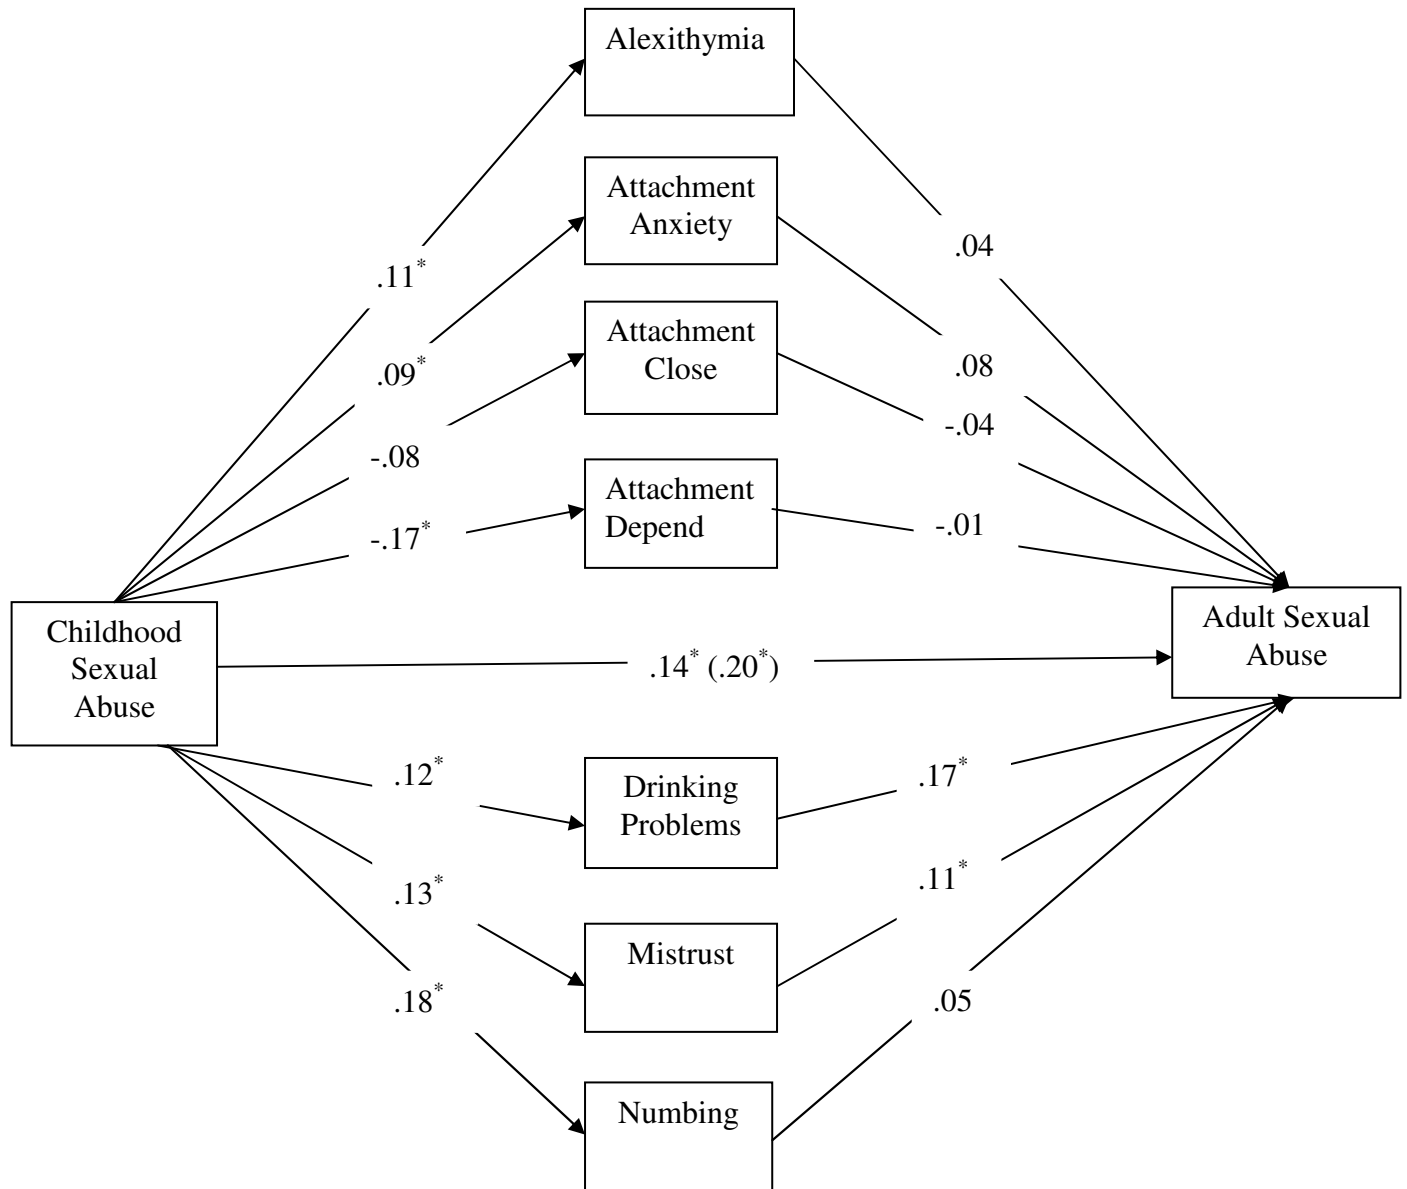 Alexithymia
Attachment
Anxiety
.04
.11*
Attachment
Close
.09*
.08
-.04
-.08
Attachment
Depend
-.17*
-.01
Childhood
Sexual
Abuse
Adult Sexual
Abuse
.14* (.20*)
.12*
Drinking
Problems
.17*
.13*
.11*
Mistrust
.18*
.05
Numbing